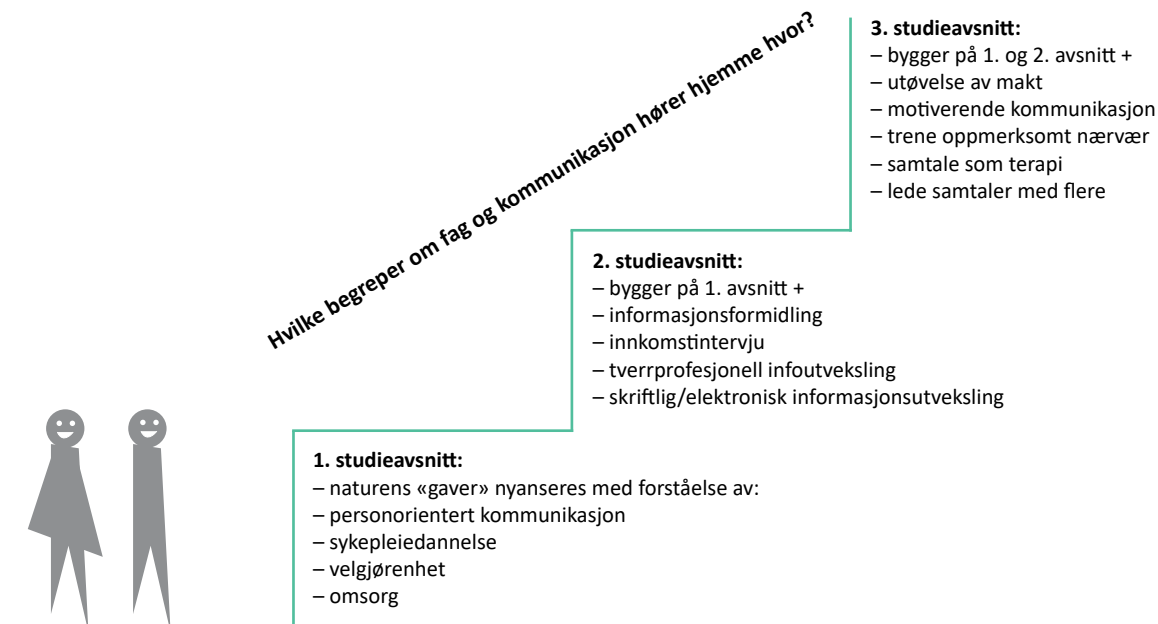 Hvilke begreper om fag og kommunikasjon hører hjemme hvor?
3. studieavsnitt:
– bygger på 1. og 2. avsnitt +
– utøvelse av makt
– motiverende kommunikasjon
– trene oppmerksomt nærvær
– samtale som terapi
– lede samtaler med flere
2. studieavsnitt:
– bygger på 1. avsnitt +
– informasjonsformidling
– innkomstintervju
– tverrprofesjonell infoutveksling
– skriftlig/elektronisk informasjonsutveksling
1. studieavsnitt:
– naturens «gaver» nyanseres med forståelse av:
– personorientert kommunikasjon
– sykepleiedannelse
– velgjørenhet
– omsorg